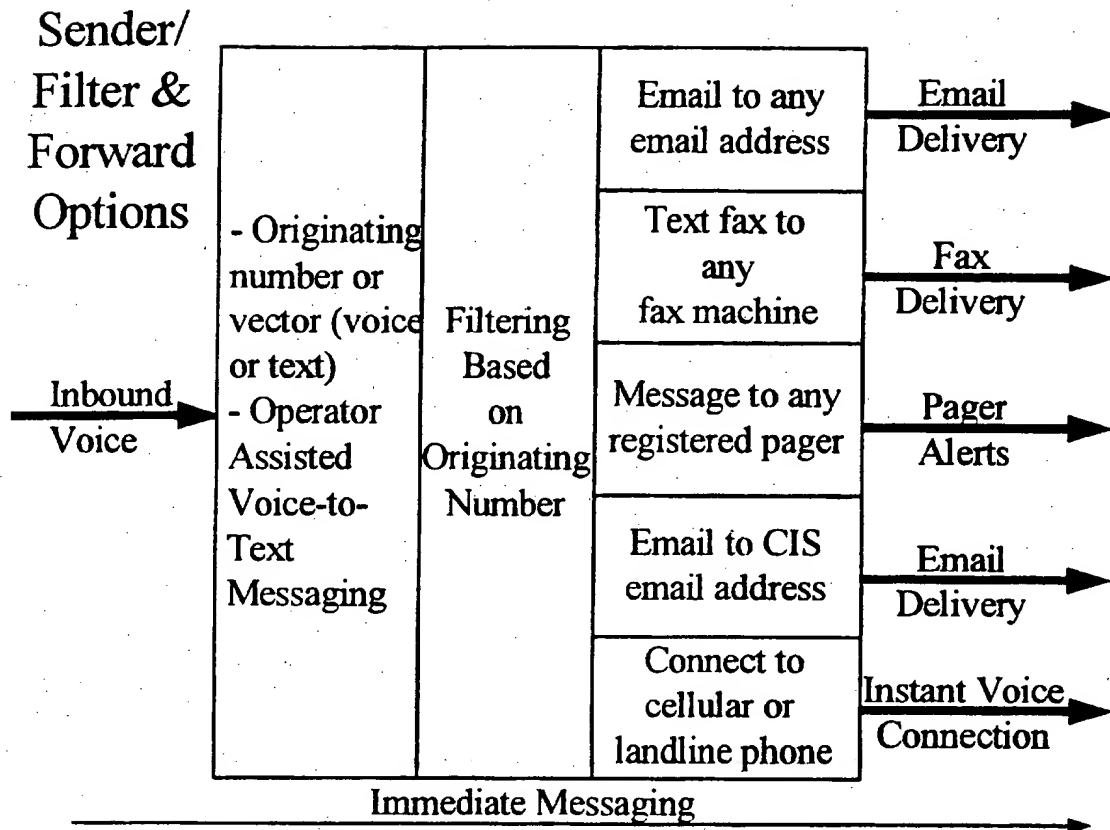 Sender/
Filter &
Forward
Options
Inbound
Voice
- Originating
number or
vector (voice
or text)
- Operator
Assisted
Voice-to-
Text
Messaging
Filtering
Based
on
Originating
Number
Email to any
email address
Text fax to
any
fax machine
Message to any
registered pager
Email to CIS
email address
Connect to
cellular or
landline phone
Email
Delivery
Fax
Delivery
Pager
Alerts
Email
Delivery
Instant Voice
Connection
Immediate Messaging